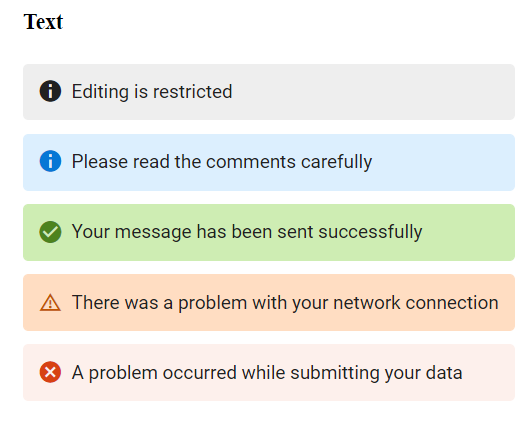 Text
Editing is restricted
Please read the comments carefully
Your message has been sent successfully
There was a problem with your network connection
A problem occurred while submitting your data